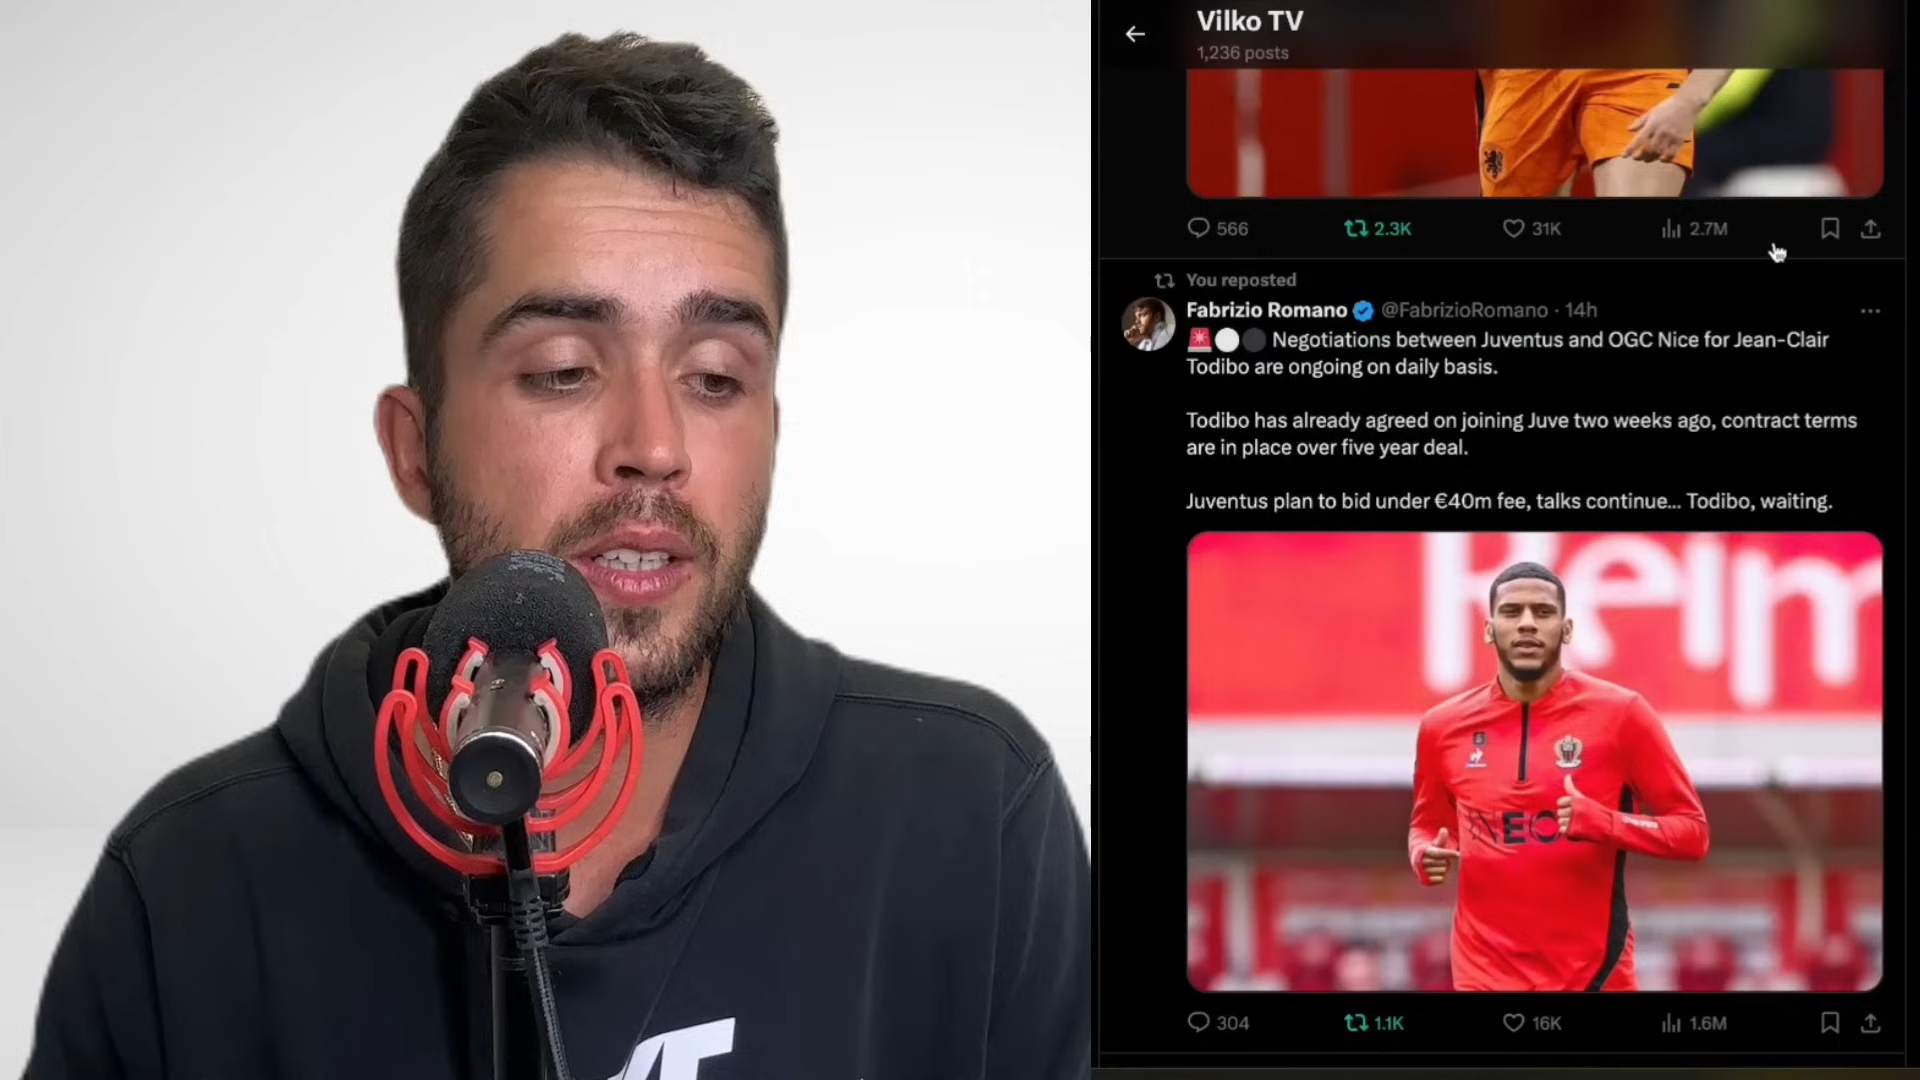 Vilko TV
1,236 posts
566 2.3K 31K 2.7M
You reposted
Fabrizio Romano @FabrizioRomano · 14h
Negotiations between Juventus and OGC Nice for Jean-Clair
Todibo are ongoing on daily basis.
Todibo has already agreed on joining Juve two weeks ago, contract terms
are in place over five year deal.
Juventus plan to bid under €40m fee, talks continue... Todibo, waiting.
Reim
INEO
304 1.1K 16K 1.6M